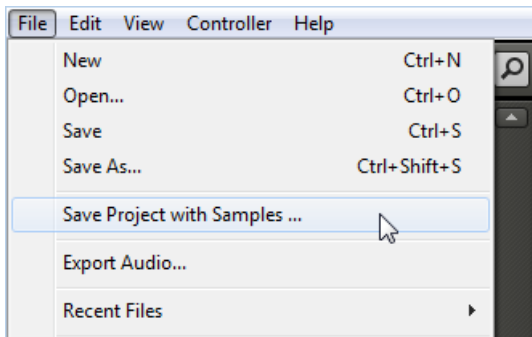 File Edit View Controller Help
New Ctrl+N
Open... Ctrl+O
Save Ctrl+S
Save As... Ctrl+Shift+S
Save Project with Samples ...
Export Audio...
Recent Files